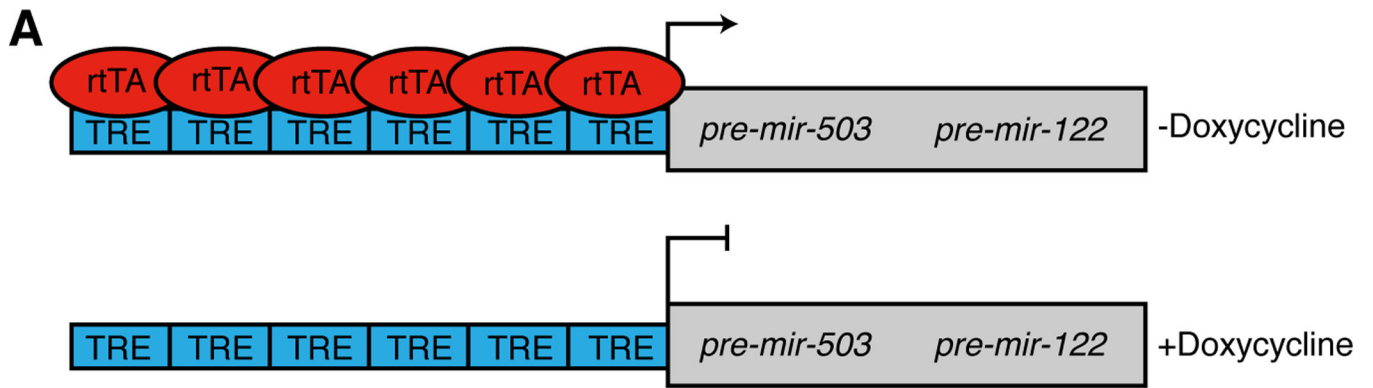 A
rtTA rtTA rtTA rtTA rtTA rtTA
TRE TRE TRE TRE TRE TRE pre-mir-503 pre-mir-122 -Doxycycline
TRE TRE TRE TRE TRE TRE pre-mir-503 pre-mir-122 +Doxycycline